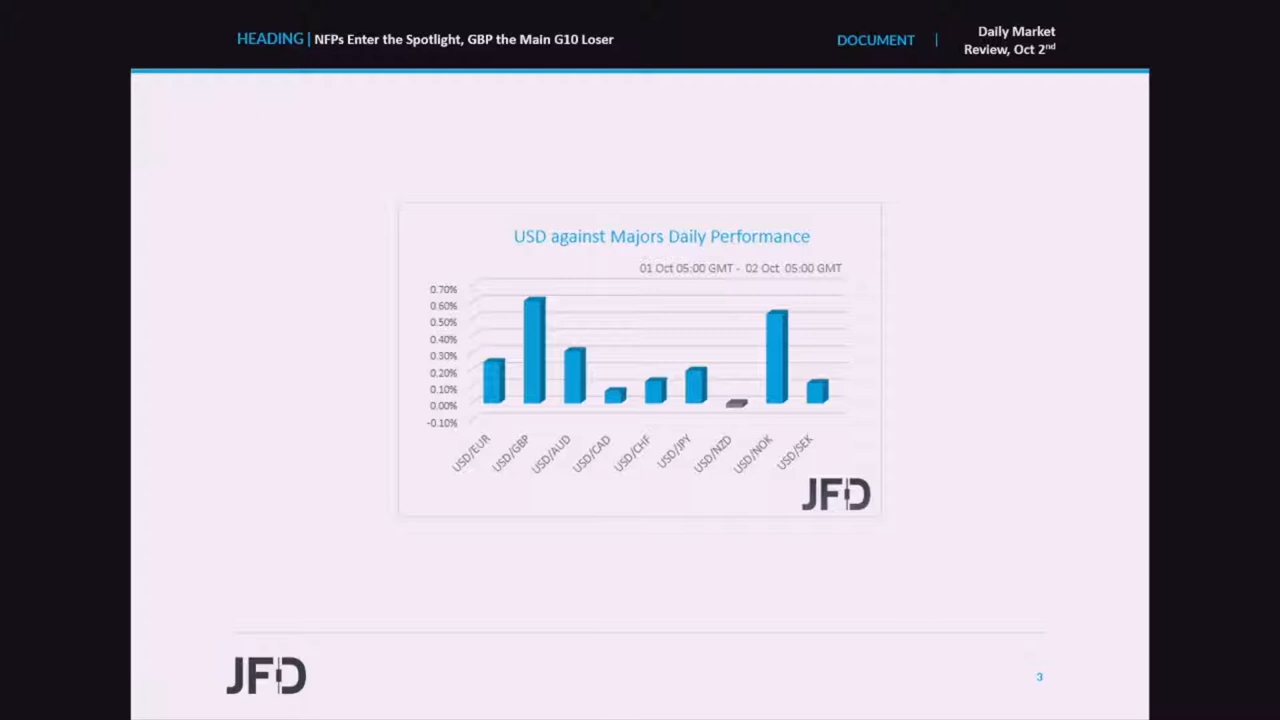 HEADING | NFPs Enter the Spotlight, GBP the Main G10 Loser
DOCUMENT |
Daily Market
Review, Oct 2nd
USD against Majors Daily Performance
01 Oct 05:00 GMT - 02 Oct 05:00 GMT
0.70%
0.60%
0.50%
0.40%
0.30%
0.20%
0.10%
0.00%
-0.10%
USD/EUR
USD/GBP
USD/AUD
USD/CAD
USD/CHF
USD/JPY
USD/NZD
USD/NOK
USD/SEK
JFD
JFD
3